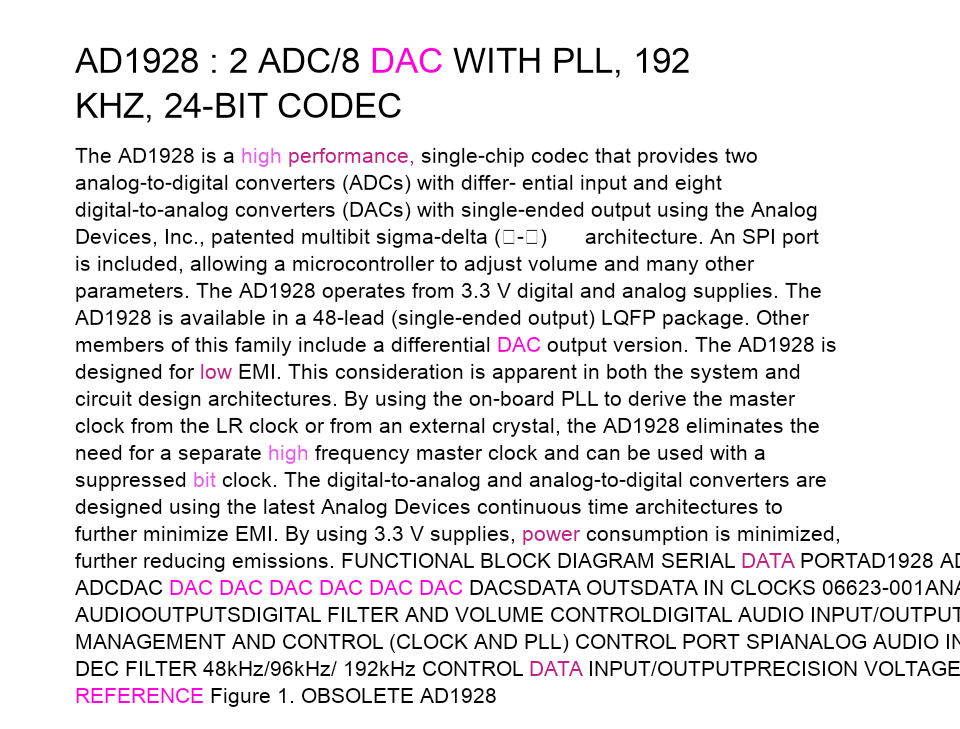 AD1928 : 2 ADC/8 DAC WITH PLL, 192
KHZ, 24-BIT CODEC
The AD1928 is a high performance, single-chip codec that provides two
analog-to-digital converters (ADCs) with differ- ential input and eight
digital-to-analog converters (DACs) with single-ended output using the Analog
Devices, Inc., patented multibit sigma-delta (□-□) architecture. An SPI port
is included, allowing a microcontroller to adjust volume and many other
parameters. The AD1928 operates from 3.3 V digital and analog supplies. The
AD1928 is available in a 48-lead (single-ended output) LQFP package. Other
members of this family include a differential DAC output version. The AD1928 is
designed for low EMI. This consideration is apparent in both the system and
circuit design architectures. By using the on-board PLL to derive the master
clock from the LR clock or from an external crystal, the AD1928 eliminates the
need for a separate high frequency master clock and can be used with a
suppressed bit clock. The digital-to-analog and analog-to-digital converters are
designed using the latest Analog Devices continuous time architectures to
further minimize EMI. By using 3.3 V supplies, power consumption is minimized,
further reducing emissions. FUNCTIONAL BLOCK DIAGRAM SERIAL DATA PORTAD1928 AD
ADCDAC DAC DAC DAC DAC DAC DAC DACSDATA OUTSDATA IN CLOCKS 06623-001ANA
AUDIOOUTPUTSDIGITAL FILTER AND VOLUME CONTROLDIGITAL AUDIO INPUT/OUTPUT
MANAGEMENT AND CONTROL (CLOCK AND PLL) CONTROL PORT SPIANALOG AUDIO IN
DEC FILTER 48kHz/96kHz/ 192kHz CONTROL DATA INPUT/OUTPUTPRECISION VOLTAGE
REFERENCE Figure 1. OBSOLETE AD1928